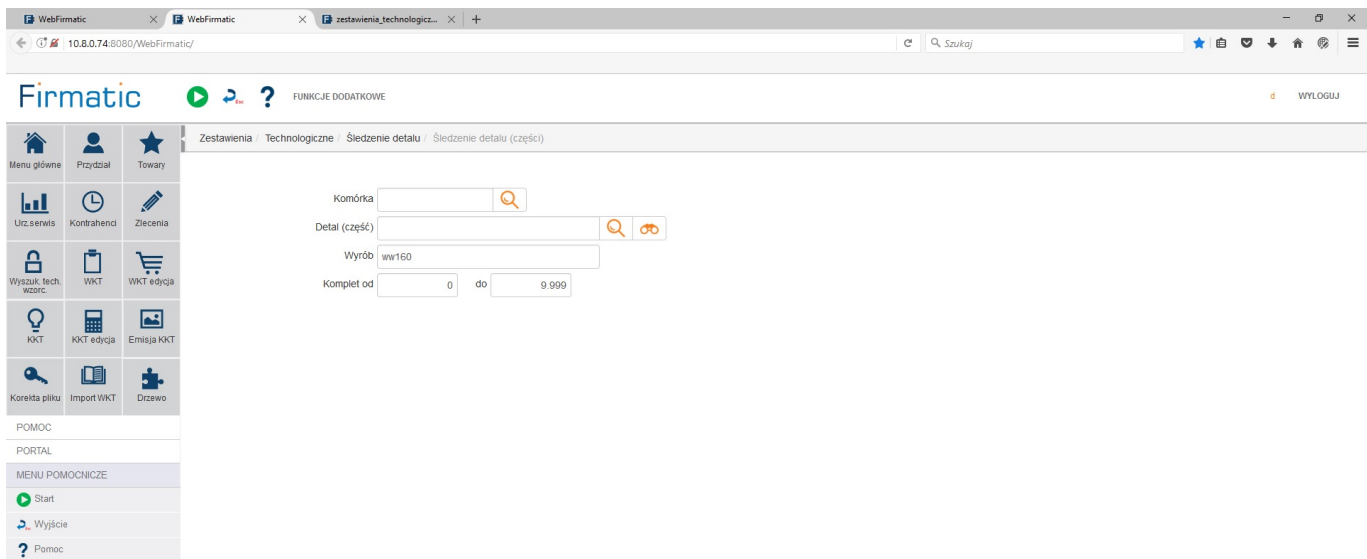 WebFirmatic WebFirmatic zestawienia_technologicz...
10.8.0.74:8080/WebFirmatic/ Szukaj
Firmatic Esc ? FUNKCJE DODATKOWE d WYLOGUJ
Zestawienia / Technologiczne / Śledzenie detalu / Śledzenie detalu (części)
Menu główne Przydział Towary
Urz.serwis Kontrahenci Zlecenia
Wyszuk. tech. wzorc. WKT WKT edycja
KKT KKT edycja Emisja KKT
Korekta pliku Import WKT Drzewo
POMOC
PORTAL
MENU POMOCNICZE
Start
Wyjście
? Pomoc
Komórka
Detal (część)
Wyrób ww160
Komplet od 0 do 9.999